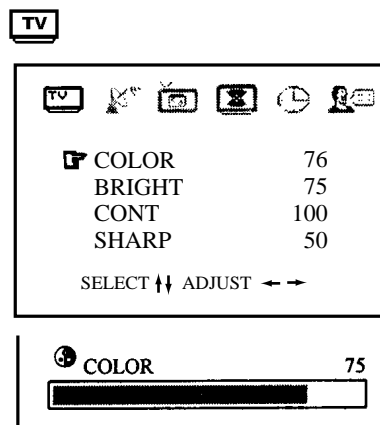 TV
TV
COLOR 76
BRIGHT 75
CONT 100
SHARP 50
SELECT ADJUST ← →
COLOR 75